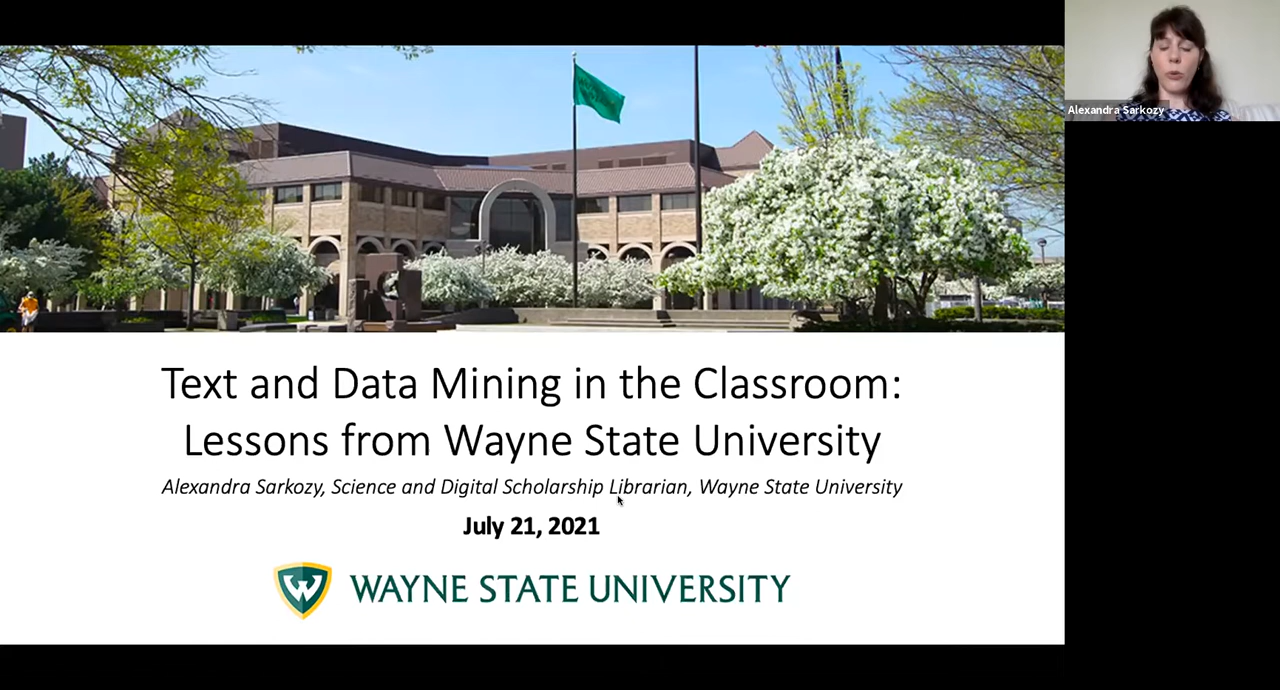 Alexandra Sarkozy
Text and Data Mining in the Classroom:
Lessons from Wayne State University
Alexandra Sarkozy, Science and Digital Scholarship Librarian, Wayne State University
July 21, 2021
W
WAYNE STATE UNIVERSITY